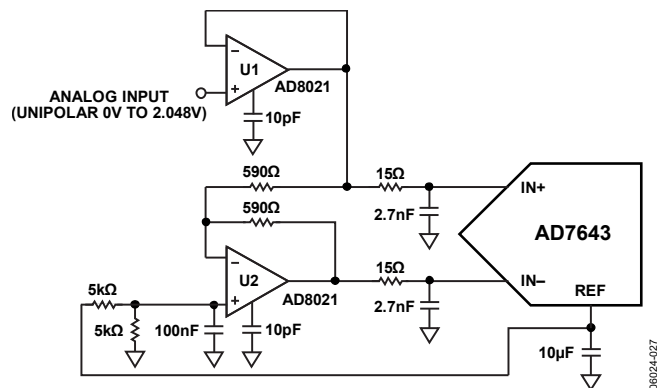 U1
AD8021
ANALOG INPUT
(UNIPOLAR 0V TO 2.048V)
10pF
590Ω
15Ω
IN+
590Ω
2.7nF
AD7643
15Ω
U2
IN–
5kΩ
AD8021
REF
2.7nF
5kΩ
100nF
10pF
10µF
06024-027